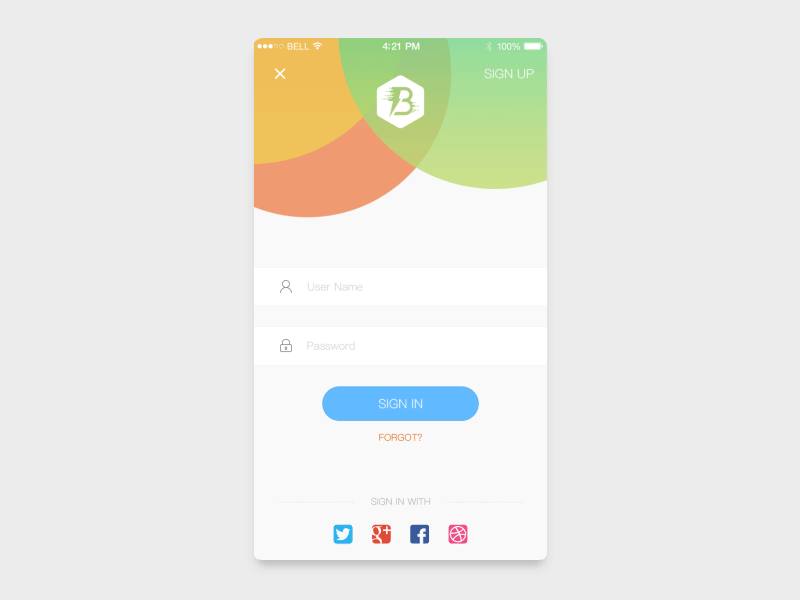 BELL 4:21 PM 100%
SIGN UP
B
User Name
Password
SIGN IN
FORGOT?
SIGN IN WITH